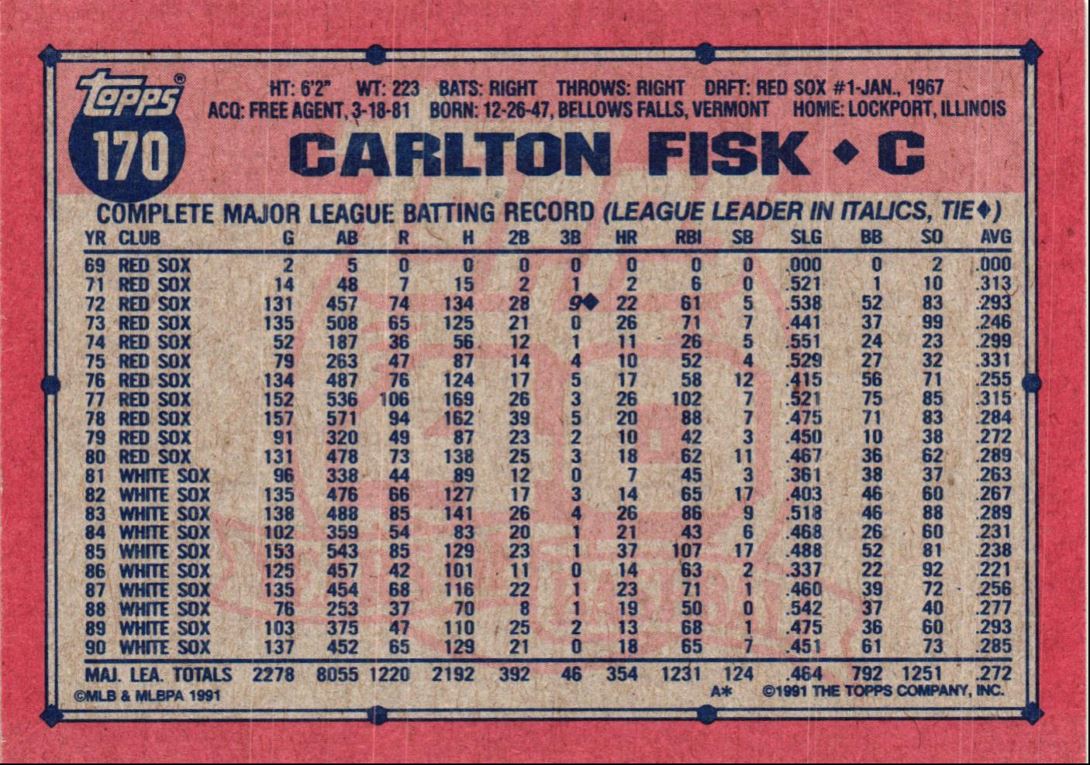 Topps®
170
HT: 6'2" WT: 223 BATS: RIGHT THROWS: RIGHT DRFT: RED SOX #1-JAN., 1967
ACQ: FREE AGENT, 3-18-81 BORN: 12-26-47, BELLOWS FALLS, VERMONT HOME: LOCKPORT, ILLINOIS
CARLTON FISK ◆ C
COMPLETE MAJOR LEAGUE BATTING RECORD (LEAGUE LEADER IN ITALICS, TIE◆)
YR CLUB G AB R H 2B 3B HR RBI SB SLG BB SO AVG
69 RED SOX 2 5 0 0 0 0 0 0 0 .000 0 2 .000
71 RED SOX 14 48 7 15 2 1 2 6 0 .521 1 10 .313
72 RED SOX 131 457 74 134 28 9◆ 22 61 5 .538 52 83 .293
73 RED SOX 135 508 65 125 21 0 26 71 7 .441 37 99 .246
74 RED SOX 52 187 36 56 12 1 11 26 5 .551 24 23 .299
75 RED SOX 79 263 47 87 14 4 10 52 4 .529 27 32 .331
76 RED SOX 134 487 76 124 17 5 17 58 12 .415 56 71 .255
77 RED SOX 152 536 106 169 26 3 26 102 7 .521 75 85 .315
78 RED SOX 157 571 94 162 39 5 20 88 7 .475 71 83 .284
79 RED SOX 91 320 49 87 23 2 10 42 3 .450 10 38 .272
80 RED SOX 131 478 73 138 25 3 18 62 11 .467 36 62 .289
81 WHITE SOX 96 338 44 89 12 0 7 45 3 .361 38 37 .263
82 WHITE SOX 135 476 66 127 17 3 14 65 17 .403 46 60 .267
83 WHITE SOX 138 488 85 141 26 4 26 86 9 .518 46 88 .289
84 WHITE SOX 102 359 54 83 20 1 21 43 6 .468 26 60 .231
85 WHITE SOX 153 543 85 129 23 1 37 107 17 .488 52 81 .238
86 WHITE SOX 125 457 42 101 11 0 14 63 2 .337 22 92 .221
87 WHITE SOX 135 454 68 116 22 1 23 71 1 .460 39 72 .256
88 WHITE SOX 76 253 37 70 8 1 19 50 0 .542 37 40 .277
89 WHITE SOX 103 375 47 110 25 2 13 68 1 .475 36 60 .293
90 WHITE SOX 137 452 65 129 21 0 18 65 7 .451 61 73 .285
MAJ. LEA. TOTALS 2278 8055 1220 2192 392 46 354 1231 124 .464 792 1251 .272
©MLB & MLBPA 1991 A* ©1991 THE TOPPS COMPANY, INC.